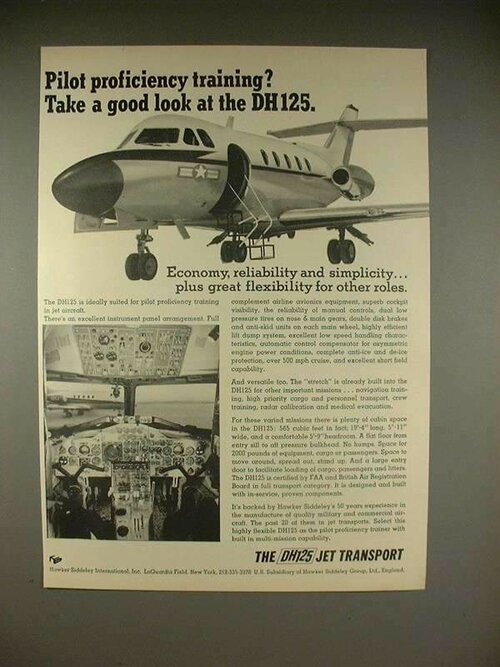 Pilot proficiency training?
Take a good look at the DH125.
Economy, reliability and simplicity...
plus great flexibility for other roles.
The DH125 is ideally suited for pilot proficiency training
in jet aircraft.
There's an excellent instrument panel arrangement. Full
complement airline avionics equipment, superb cockpit
visibility, the reliability of manual controls, dual low
pressure tires on nose & main gears, double disk brakes
and anti-skid units on each main wheel, highly efficient
lift dump system, excellent low speed handling charac-
teristics, automatic control compensator for asymmetric
engine power conditions, complete anti-ice and de-ice
protection, over 500 mph cruise, and excellent short field
capability.
And versatile too. The "stretch" is already built into the
DH125 for other important missions . . . navigation train-
ing, high priority cargo and personnel transport, crew
training, radar calibration and medical evacuation.
For these varied missions there is plenty of cabin space
in the DH125: 565 cubic feet in fact; 19'-4" long, 5'-11"
wide, and a comfortable 5'-9" headroom. A flat floor from
entry sill to aft pressure bulkhead. No humps. Space for
2000 pounds of equipment, cargo or passengers. Space to
move around, spread out, stand up. And a large entry
door to facilitate loading of cargo, passengers and litters.
The DH125 is certified by FAA and British Air Registration
Board in full transport category. It is designed and built
with in-service, proven components.
It's backed by Hawker Siddeley's 50 years experience in
the manufacture of quality military and commercial air-
craft. The past 20 of them in jet transports. Select this
highly flexible DH125 as the pilot proficiency trainer with
built in multi-mission capability.
THE DH125 JET TRANSPORT
Hawker Siddeley International, Inc. LaGuardia Field, New York, 212-335-3270 U.S. Subsidiary of Hawker Siddeley Group, Ltd., England.